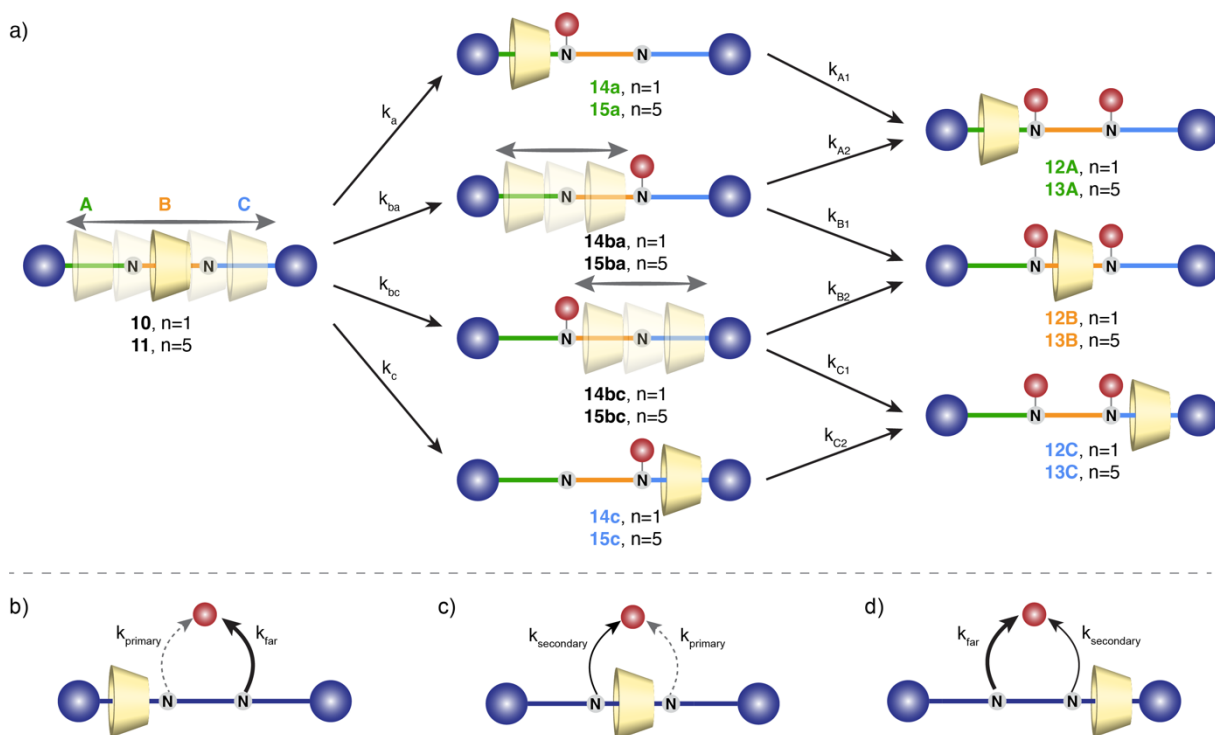 a)
A B C
N N
10, n=1
11, n=5
k_a
k_ba
k_bc
k_c
N N
14a, n=1
15a, n=5
N N
14ba, n=1
15ba, n=5
N N
14bc, n=1
15bc, n=5
N N
14c, n=1
15c, n=5
k_A1
k_A2
k_B1
k_B2
k_C1
k_C2
N N
12A, n=1
13A, n=5
N N
12B, n=1
13B, n=5
N N
12C, n=1
13C, n=5
b)
k_primary k_far
N N
c)
k_secondary k_primary
N N
d)
k_far k_secondary
N N